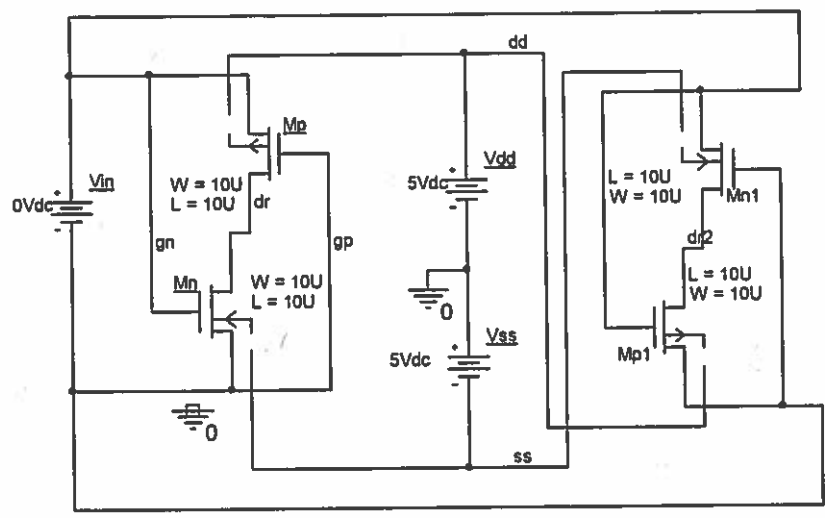 dd
Mp
Vin
0Vdc
W = 10U
L = 10U
dr
gn
gp
Mn
W = 10U
L = 10U
Vdd
5Vdc
0
Vss
5Vdc
0
ss
L = 10U
W = 10U
Mn1
dr2
L = 10U
W = 10U
Mp1